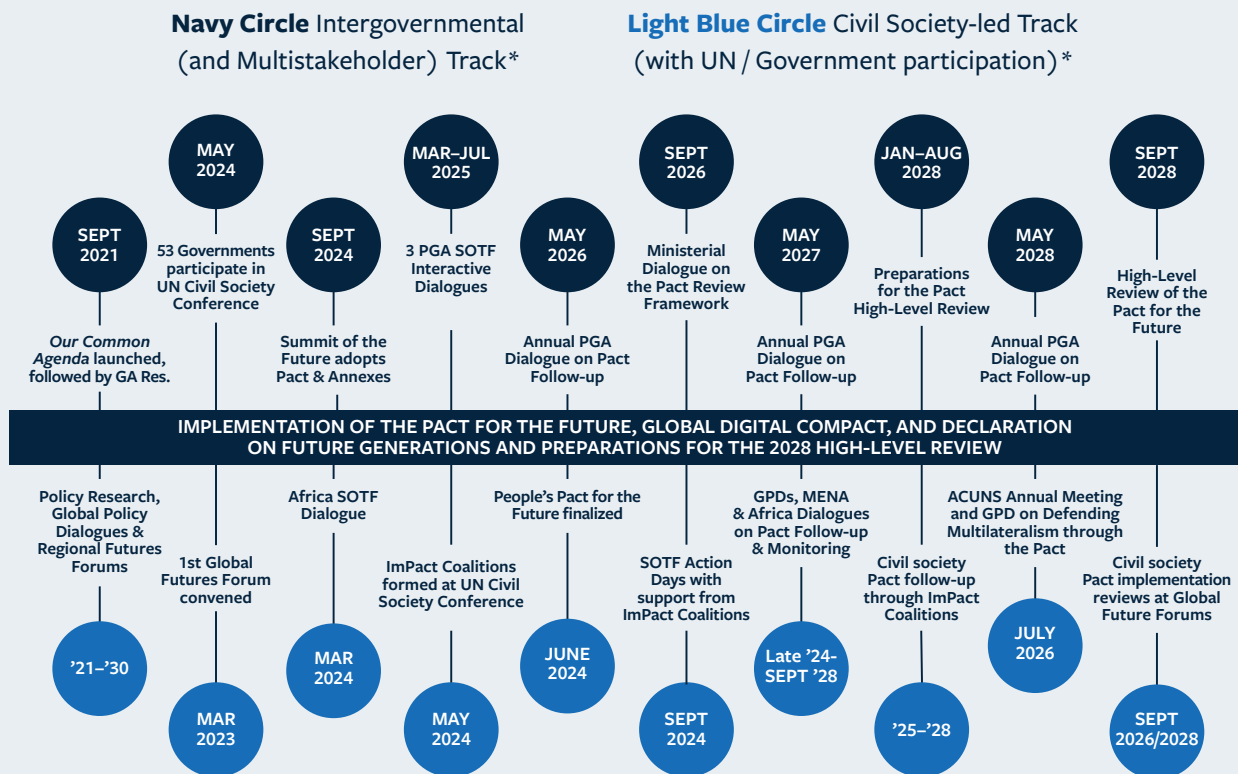 Navy Circle Intergovernmental
(and Multistakeholder) Track*
Light Blue Circle Civil Society-led Track
(with UN / Government participation)*
SEPT
2021
Our Common
Agenda launched,
followed by GA Res.
MAY
2024
53 Governments
participate in
UN Civil Society
Conference
SEPT
2024
Summit of the
Future adopts
Pact & Annexes
MAR–JUL
2025
3 PGA SOTF
Interactive
Dialogues
MAY
2026
Annual PGA
Dialogue on Pact
Follow-up
SEPT
2026
Ministerial
Dialogue on
the Pact Review
Framework
MAY
2027
Annual PGA
Dialogue on
Pact Follow-up
JAN–AUG
2028
Preparations
for the Pact
High-Level Review
MAY
2028
Annual PGA
Dialogue on
Pact Follow-up
SEPT
2028
High-Level
Review of the
Pact for the
Future
IMPLEMENTATION OF THE PACT FOR THE FUTURE, GLOBAL DIGITAL COMPACT, AND DECLARATION
ON FUTURE GENERATIONS AND PREPARATIONS FOR THE 2028 HIGH-LEVEL REVIEW
Policy Research,
Global Policy
Dialogues &
Regional Futures
Forums
’21–’30
1st Global
Futures Forum
convened
MAR
2023
Africa SOTF
Dialogue
MAR
2024
ImPact Coalitions
formed at UN Civil
Society Conference
MAY
2024
People’s Pact for the
Future finalized
JUNE
2024
SOTF Action
Days with
support from
ImPact Coalitions
SEPT
2024
GPDs, MENA
& Africa Dialogues
on Pact Follow-up
& Monitoring
Late ’24-
SEPT ’28
Civil society
Pact follow-up
through ImPact
Coalitions
’25–’28
ACUNS Annual Meeting
and GPD on Defending
Multilateralism through
the Pact
JULY
2026
Civil society
Pact implementation
reviews at Global
Future Forums
SEPT
2026/2028